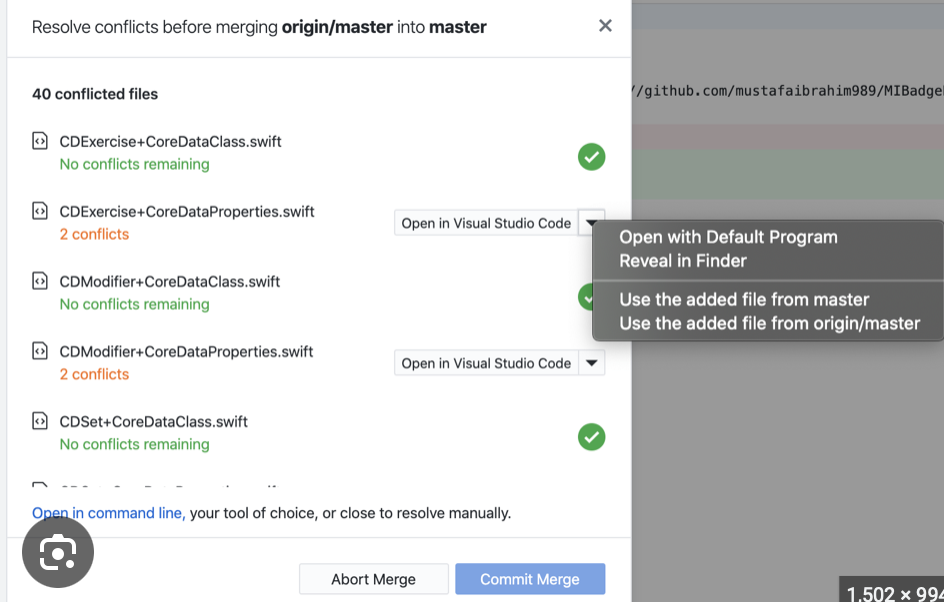 Resolve conflicts before merging origin/master into master
//github.com/mustafaibrahim989/MIBadge
40 conflicted files
CDExercise+CoreDataClass.swift
No conflicts remaining
CDExercise+CoreDataProperties.swift
2 conflicts
Open in Visual Studio Code
Open with Default Program
Reveal in Finder
Use the added file from master
Use the added file from origin/master
CDModifier+CoreDataClass.swift
No conflicts remaining
CDModifier+CoreDataProperties.swift
2 conflicts
Open in Visual Studio Code
CDSet+CoreDataClass.swift
No conflicts remaining
Open in command line, your tool of choice, or close to resolve manually.
Abort Merge
Commit Merge
1,502 × 994